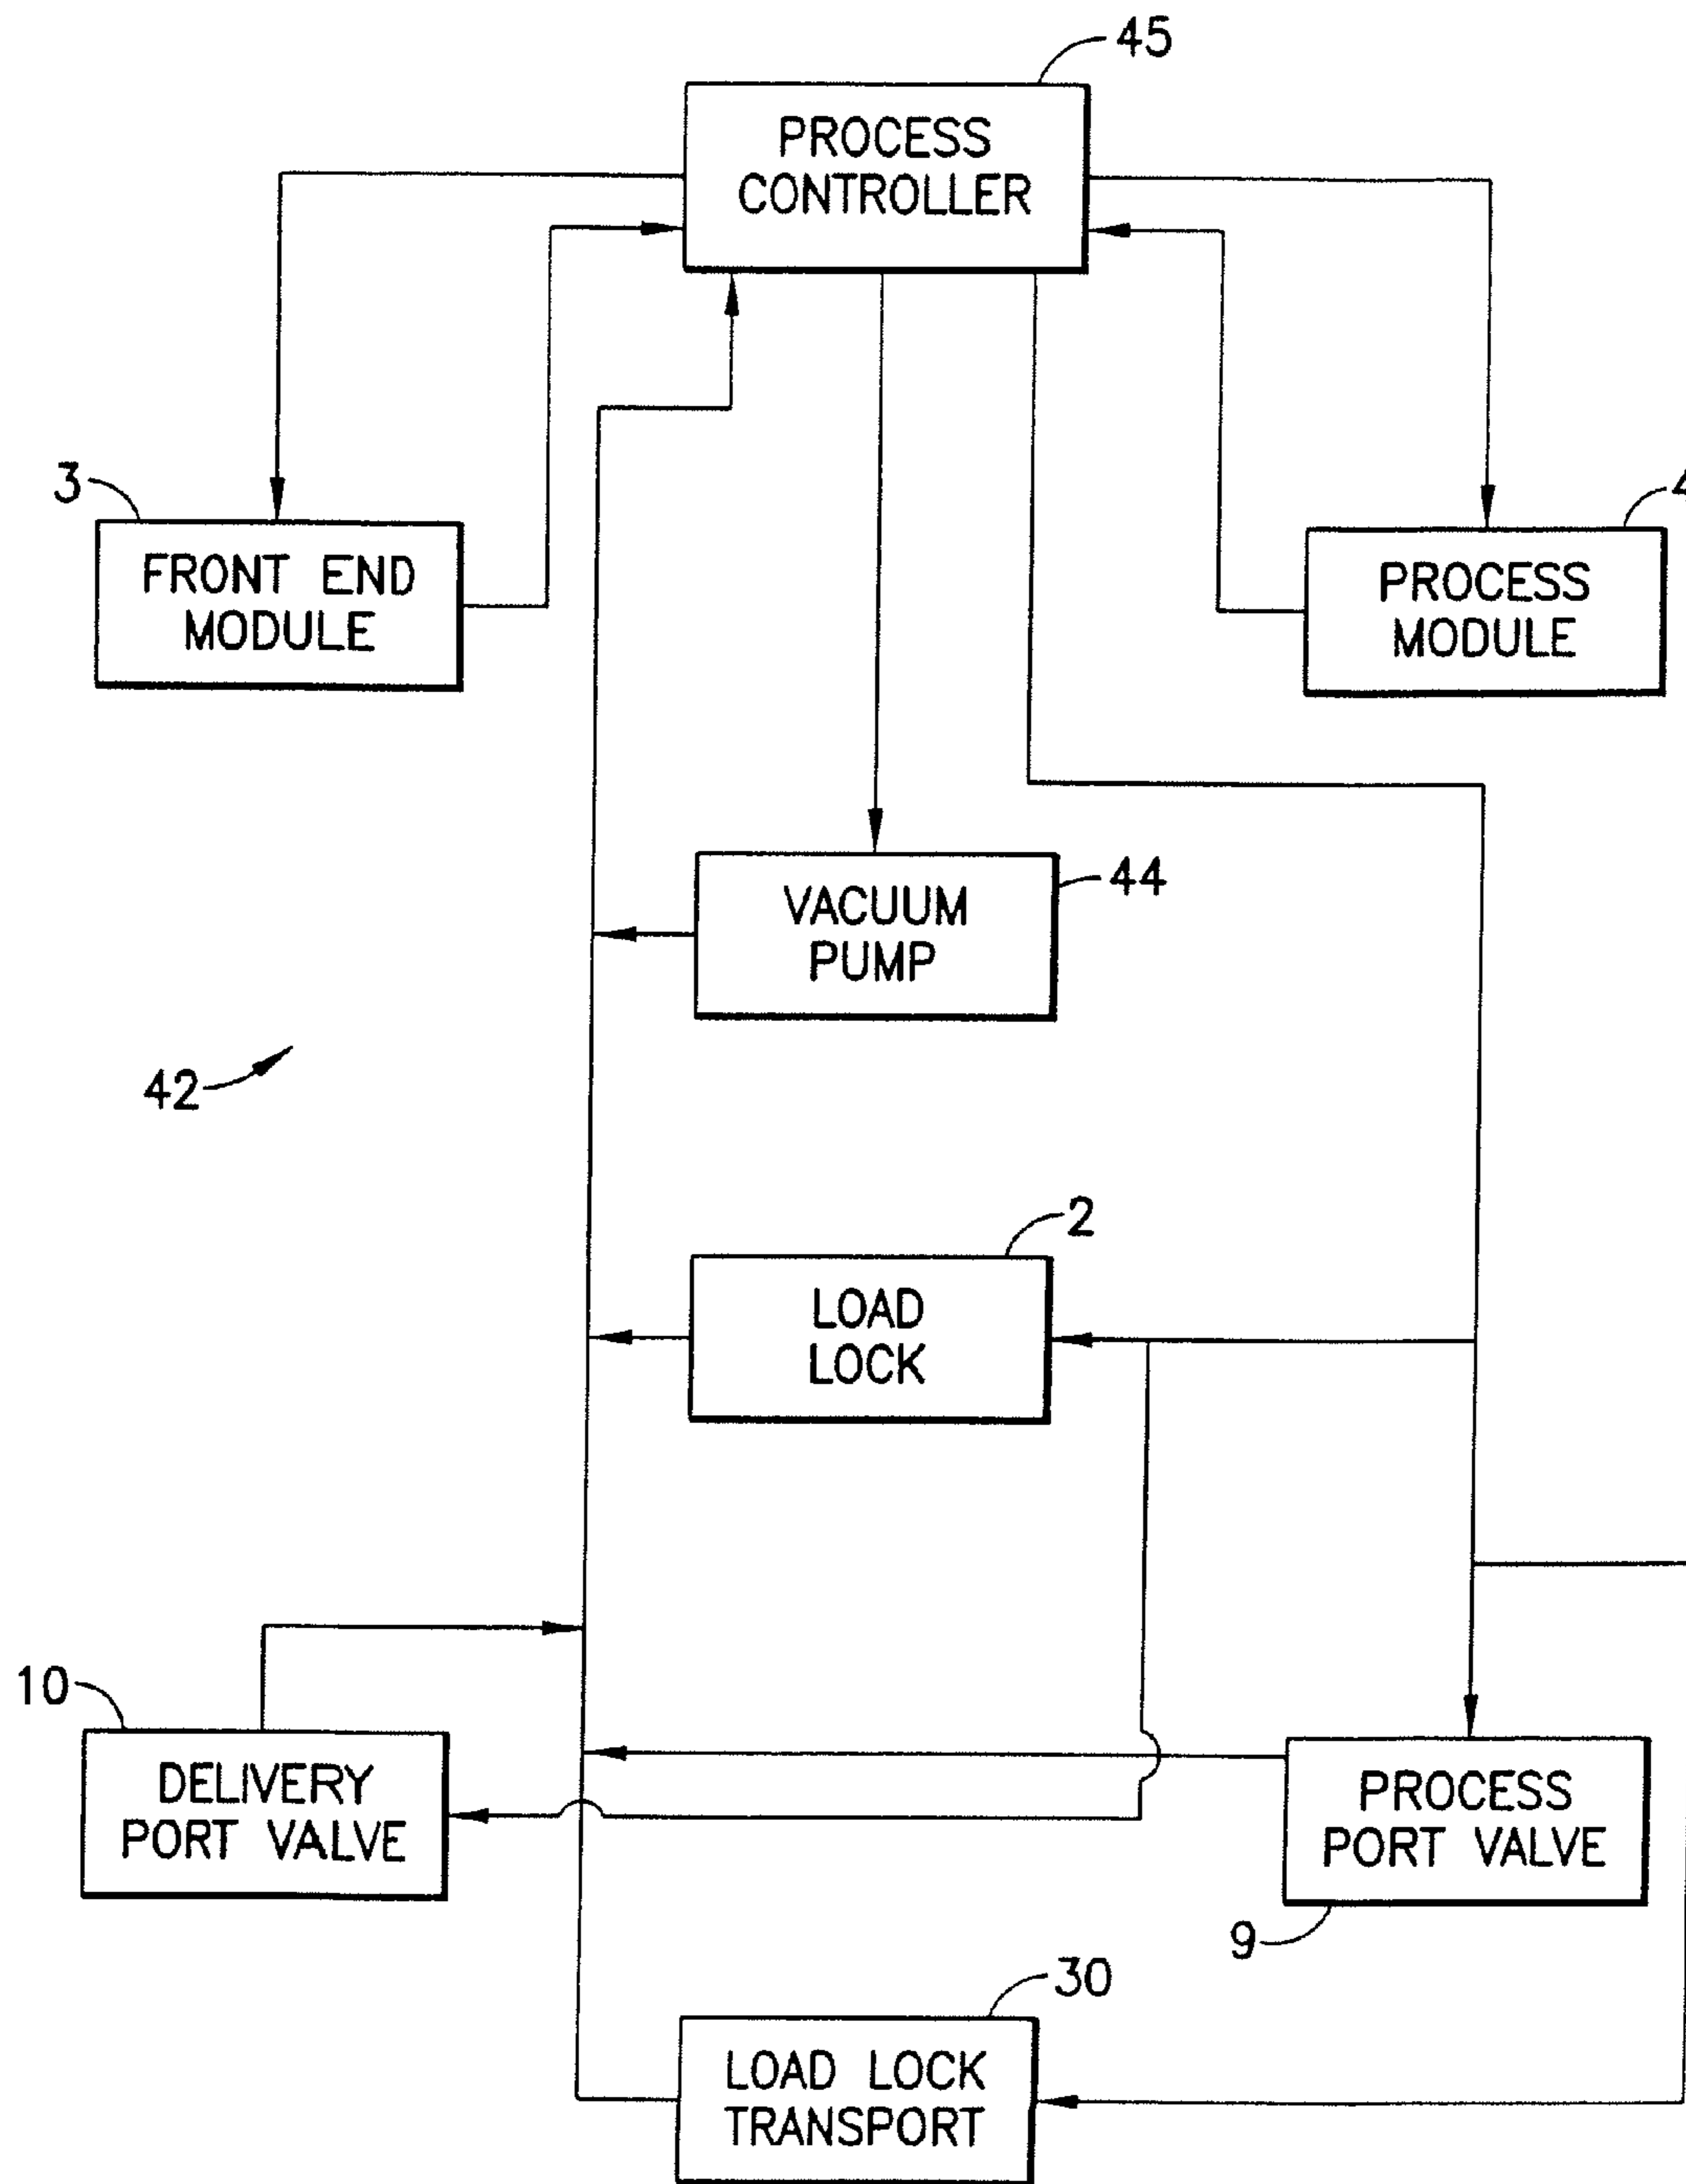 45
PROCESS
CONTROLLER
3
FRONT END
MODULE
4
PROCESS
MODULE
44
VACUUM
PUMP
42
2
LOAD
LOCK
10
DELIVERY
PORT VALVE
PROCESS
PORT VALVE
9
30
LOAD LOCK
TRANSPORT